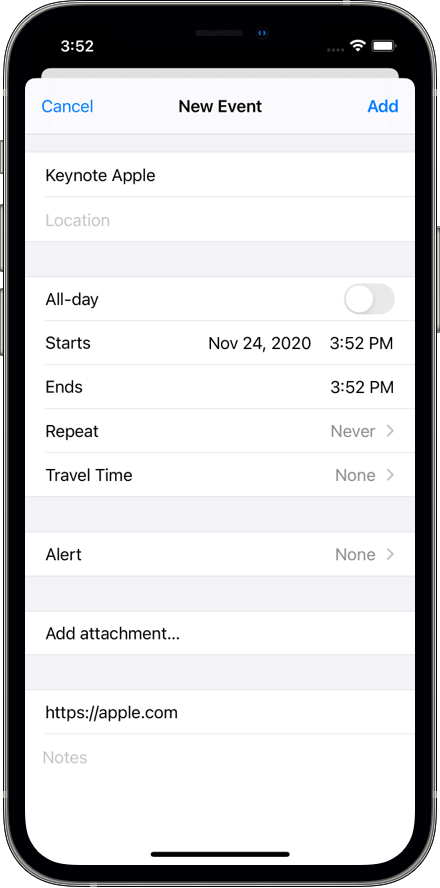 3:52
Cancel New Event Add
Keynote Apple
Location
All-day
Starts Nov 24, 2020 3:52 PM
Ends 3:52 PM
Repeat Never
Travel Time None
Alert None
Add attachment...
https://apple.com
Notes